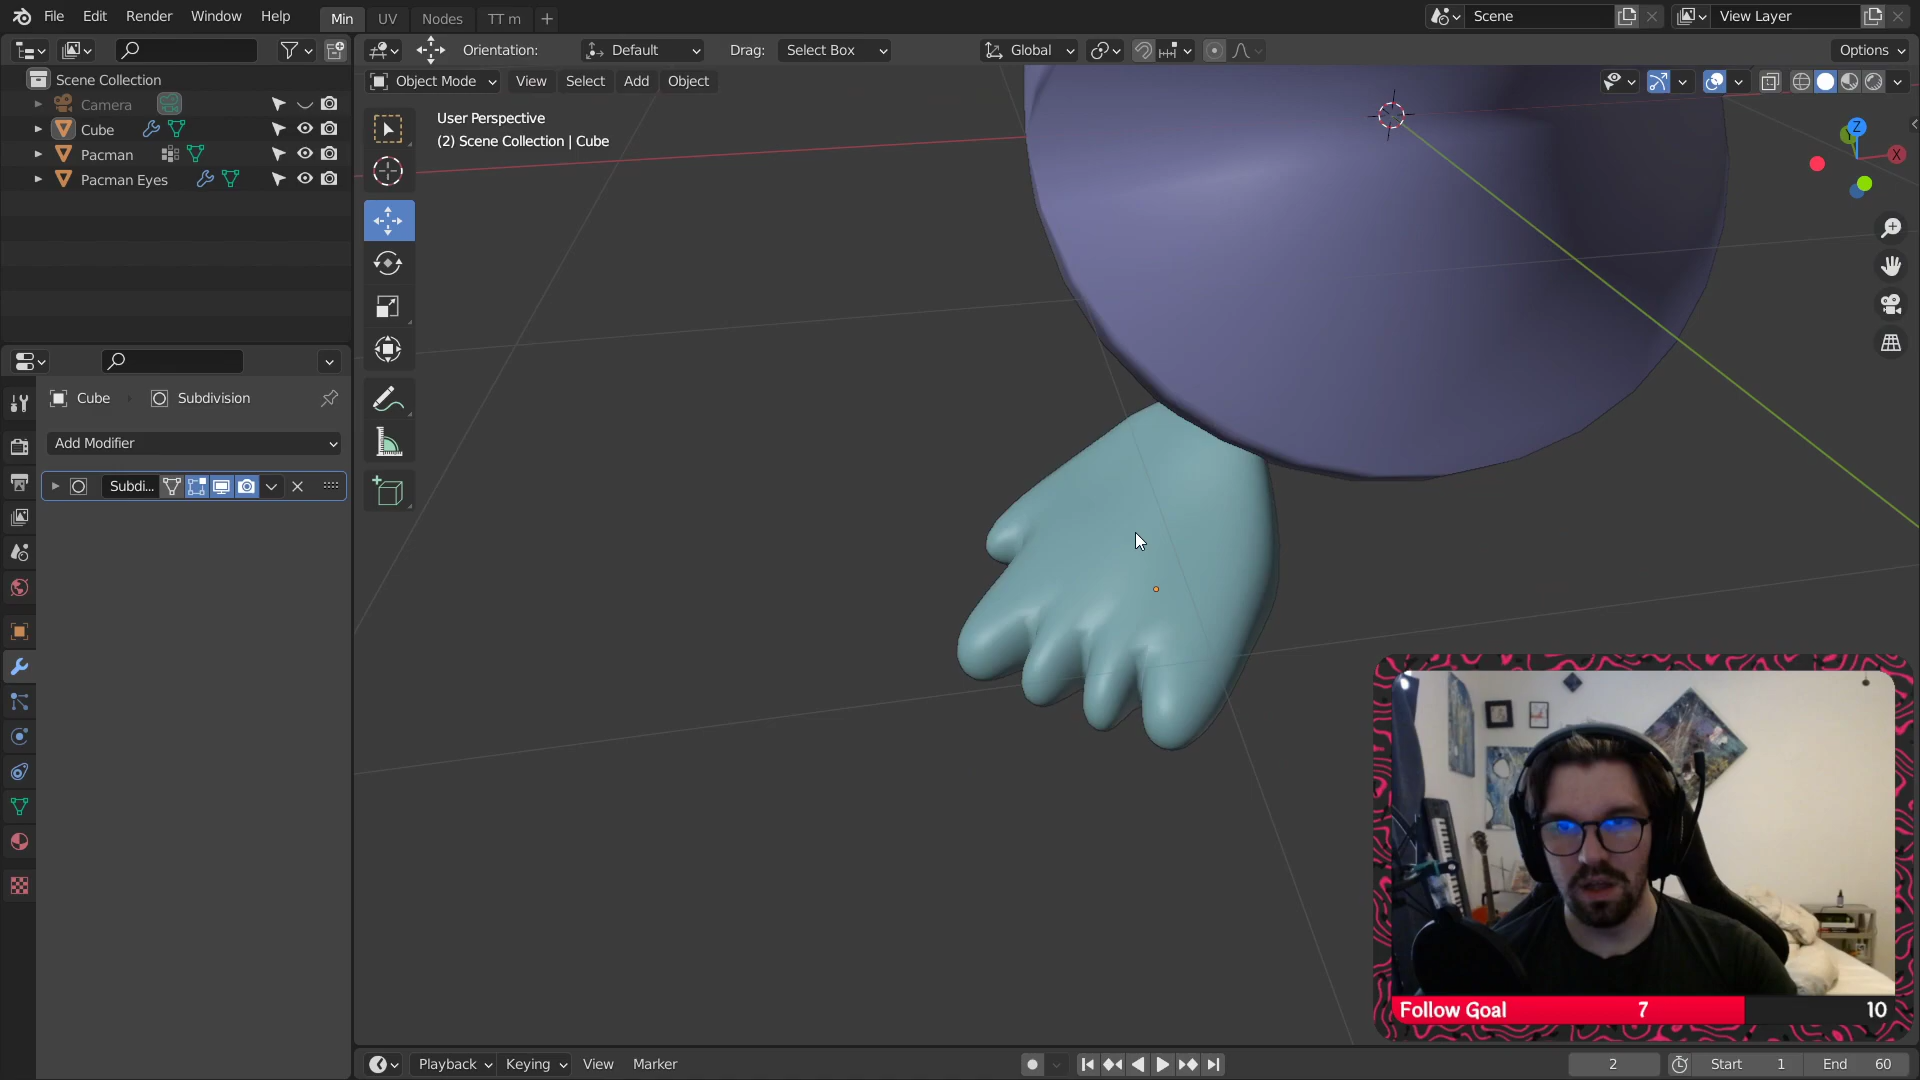 File Edit Render Window Help
Min UV Nodes TT m
Scene
View Layer
Orientation: Default Drag: Select Box
Global
Options
Object Mode View Select Add Object
Scene Collection
Camera
Cube
Pacman
Pacman Eyes
User Perspective
(2) Scene Collection | Cube
Z
X
Cube Subdivision
Add Modifier
Subdi...
Follow Goal 7 10
Playback Keying View Marker
2 Start 1 End 60